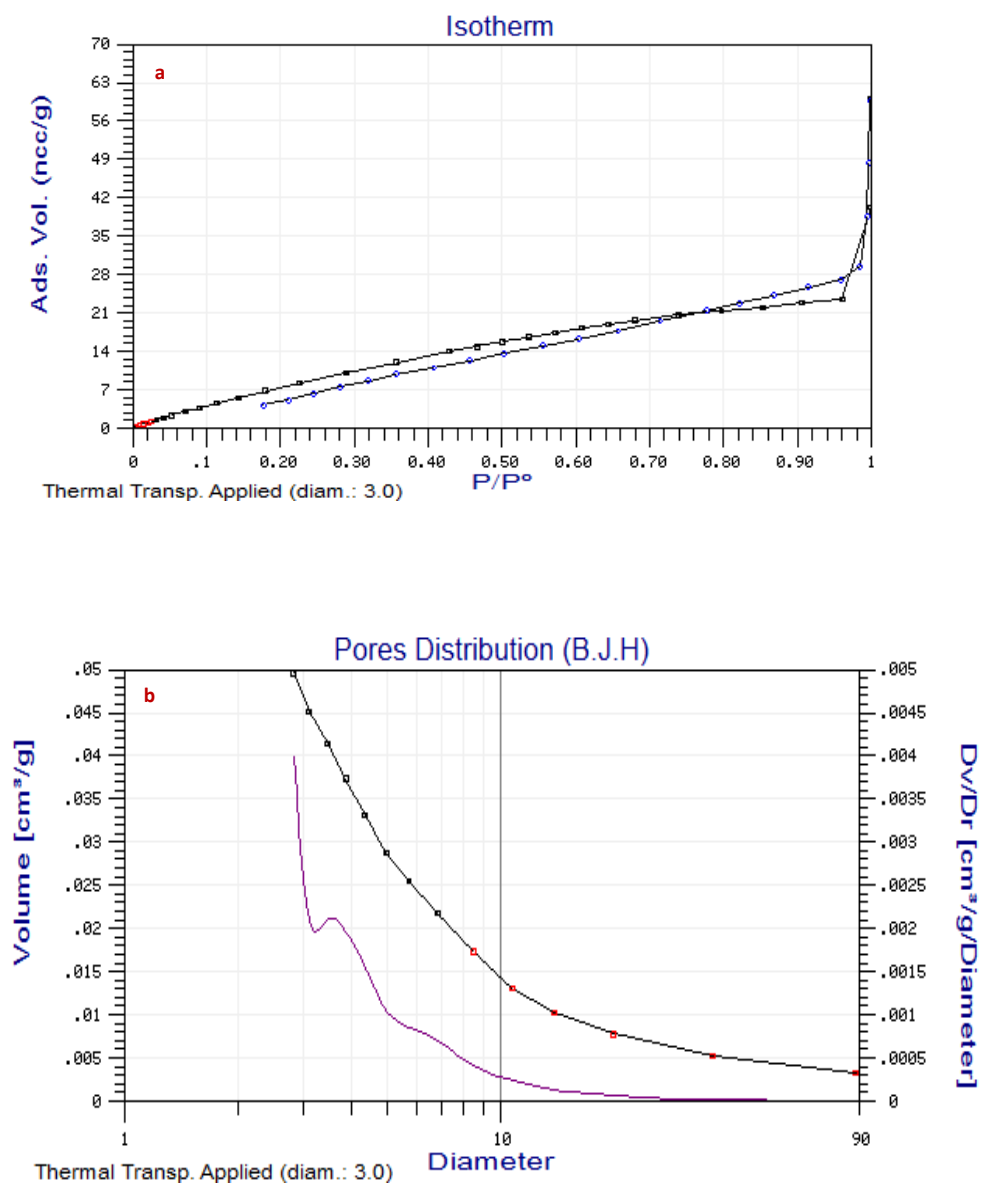 Isotherm
a
Ads. Vol. (ncc/g)
70
63
56
49
42
35
28
21
14
7
0
0 .1 0.20 0.30 0.40 0.50 0.60 0.70 0.80 0.90 1
P/P°
Thermal Transp. Applied (diam.: 3.0)
Pores Distribution (B.J.H)
b
Volume [cm³/g]
.05
.045
.04
.035
.03
.025
.02
.015
.01
.005
0
.005
.0045
.004
.0035
.003
.0025
.002
.0015
.001
.0005
0
Dv/Dr [cm³/g/Diameter]
1 10 90
Diameter
Thermal Transp. Applied (diam.: 3.0)